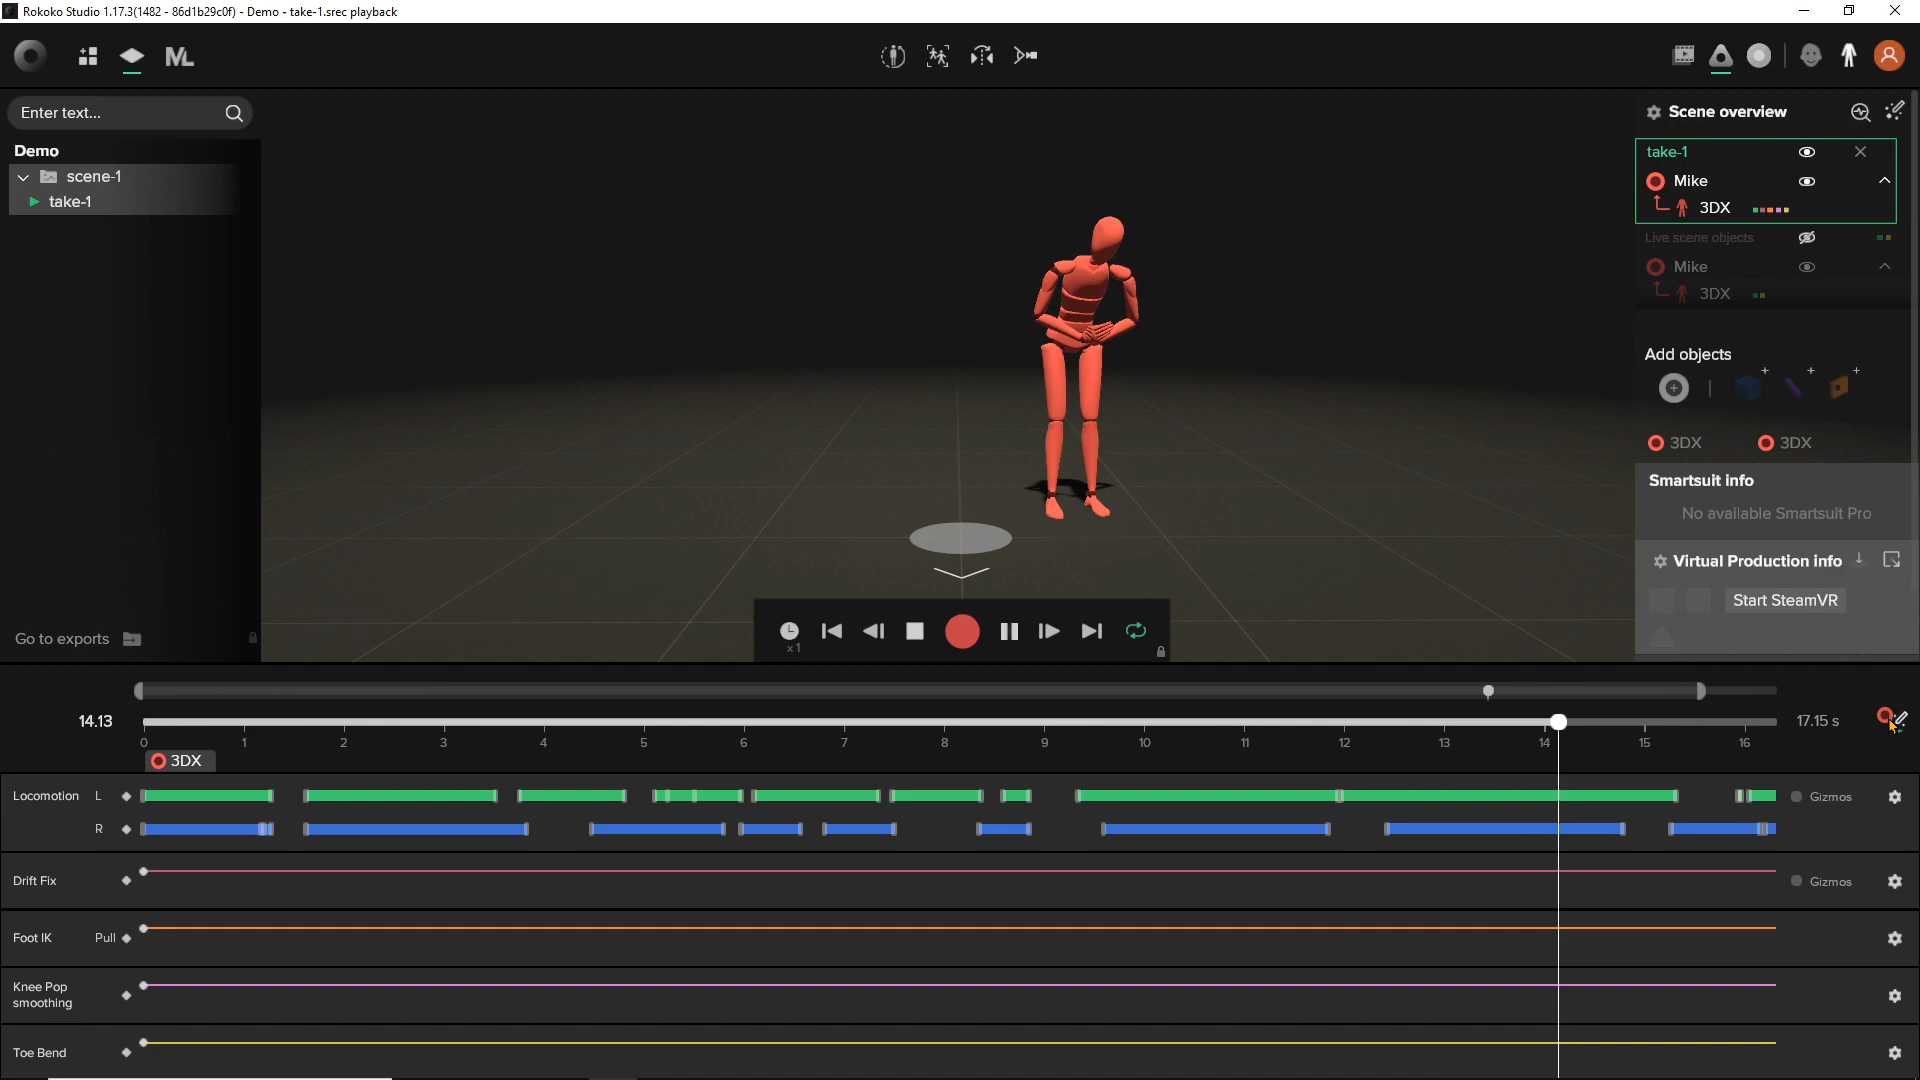 Rokoko Studio 1.17.3(1482 - 86d1b29c0f) - Demo - take-1.srec playback
ML
Enter text...
Demo
scene-1
take-1
Go to exports
Scene overview
take-1
Mike
3DX
Live scene objects
Mike
3DX
Add objects
3DX 3DX
Smartsuit info
No available Smartsuit Pro
Virtual Production info
Start SteamVR
x1
14.13
17.15 s
0 1 2 3 4 5 6 7 8 9 10 11 12 13 14 15 16
3DX
Locomotion L Gizmos
R
Drift Fix Gizmos
Foot IK Pull
Knee Pop
smoothing
Toe Bend